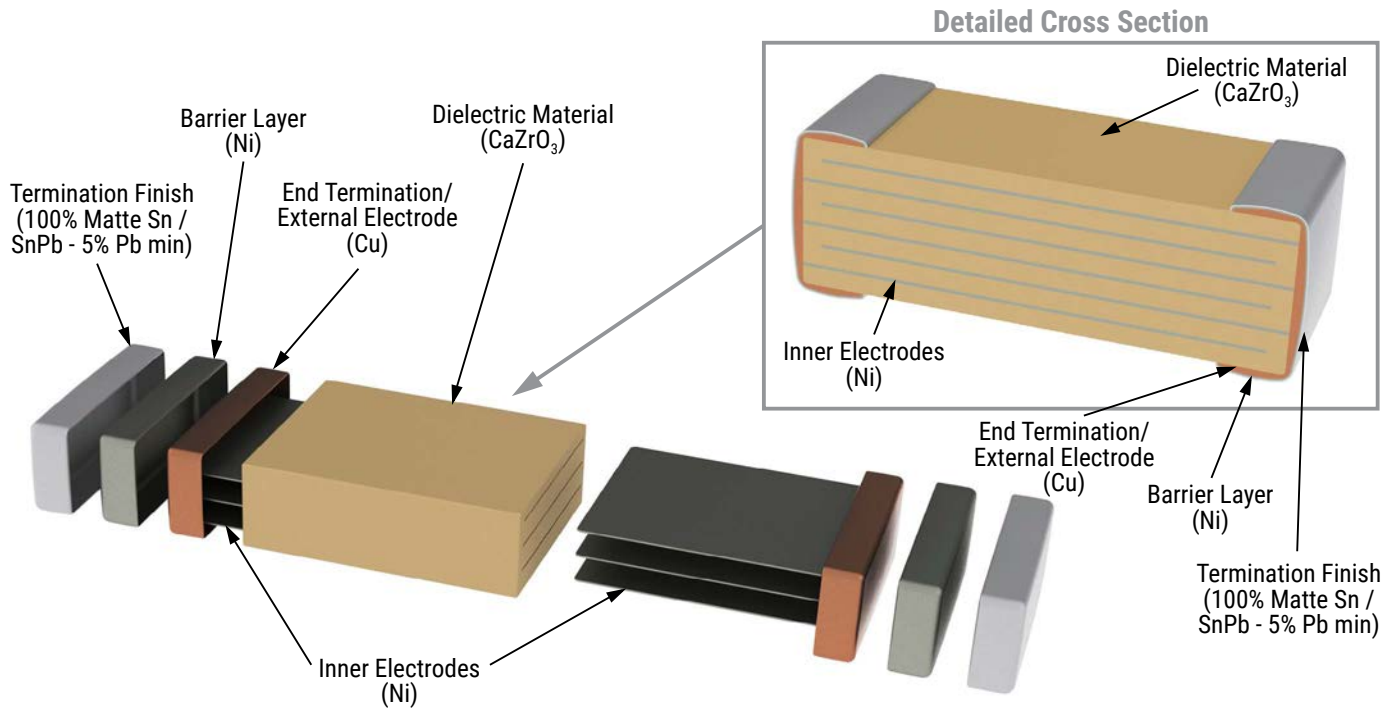 Detailed Cross Section
Dielectric Material
(CaZrO₃)
Inner Electrodes
(Ni)
End Termination/
External Electrode
(Cu)
Barrier Layer
(Ni)
Termination Finish
(100% Matte Sn /
SnPb - 5% Pb min)
Barrier Layer
(Ni)
Dielectric Material
(CaZrO₃)
Termination Finish
(100% Matte Sn /
SnPb - 5% Pb min)
End Termination/
External Electrode
(Cu)
Inner Electrodes
(Ni)